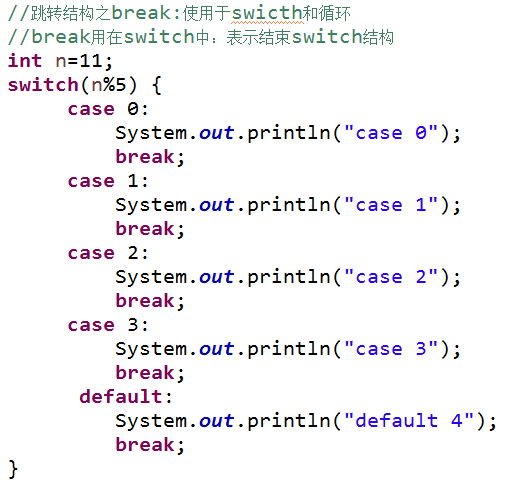 //跳转结构之break:使用于swicth和循环
//break用在switch中：表示结束switch结构
int n=11;
switch(n%5) {
case 0:
System.out.println("case 0");
break;
case 1:
System.out.println("case 1");
break;
case 2:
System.out.println("case 2");
break;
case 3:
System.out.println("case 3");
break;
default:
System.out.println("default 4");
break;
}